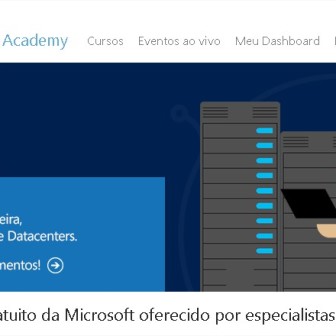 Academy Cursos Eventos ao vivo Meu Dashboard
eira,
e Datacenters.
mentos!
atuito da Microsoft oferecido por especialistas